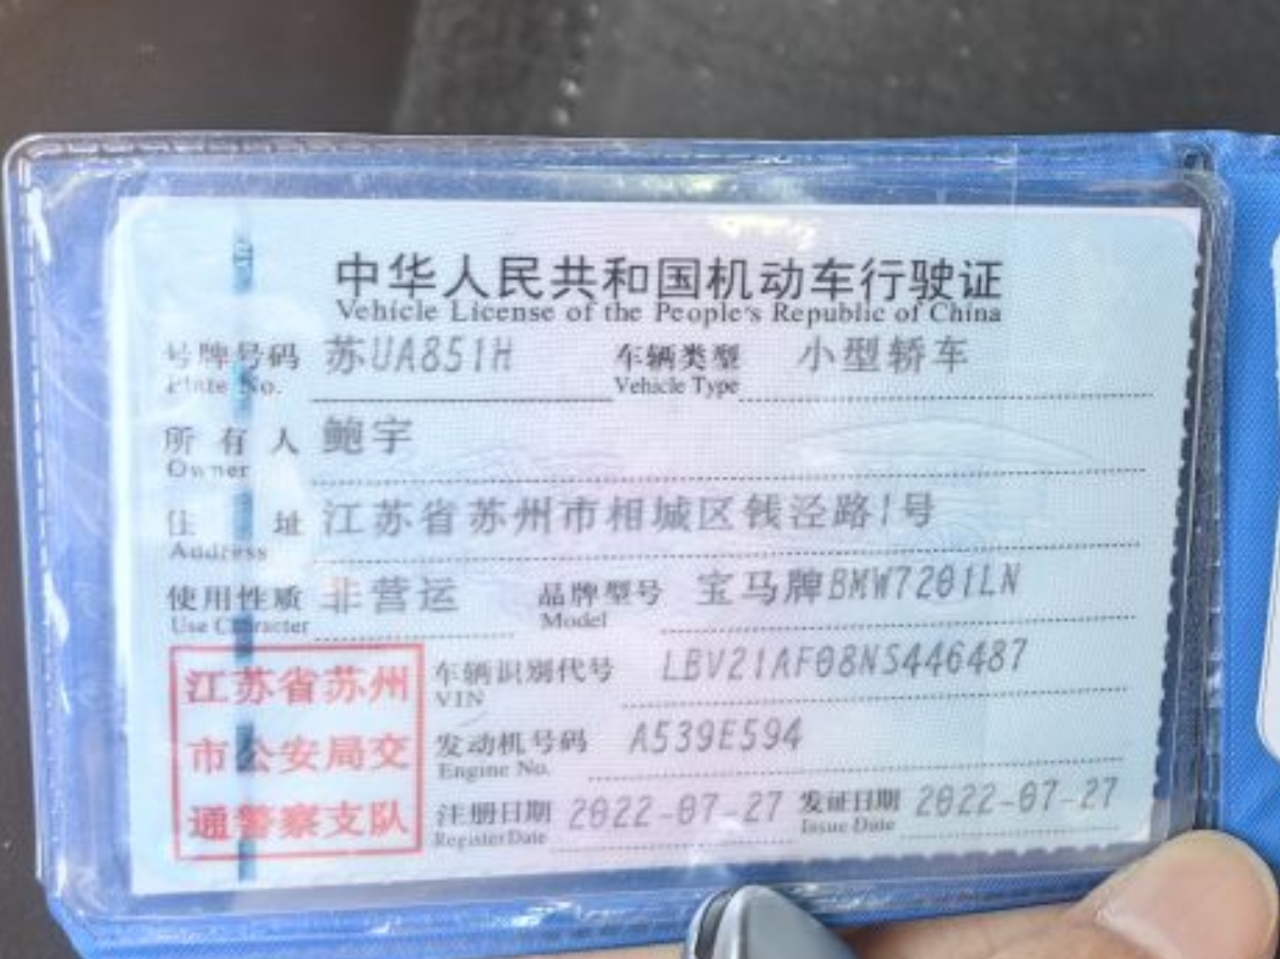 中华人民共和国机动车行驶证
Vehicle License of the People's Republic of China
号牌号码 苏UA851H 车辆类型 小型轿车
Plate No. Vehicle Type
所有人 鲍宇
Owner
住址 江苏省苏州市相城区钱泾路1号
Address
使用性质 非营运 品牌型号 宝马牌BMW7201LN
Use Character Model
江苏省苏州
市公安局交
通警察支队
车辆识别代号 LBV21AF08NS446487
VIN
发动机号码 A539E594
Engine No.
注册日期 2022-07-27 发证日期 2022-07-27
Register Date Issue Date